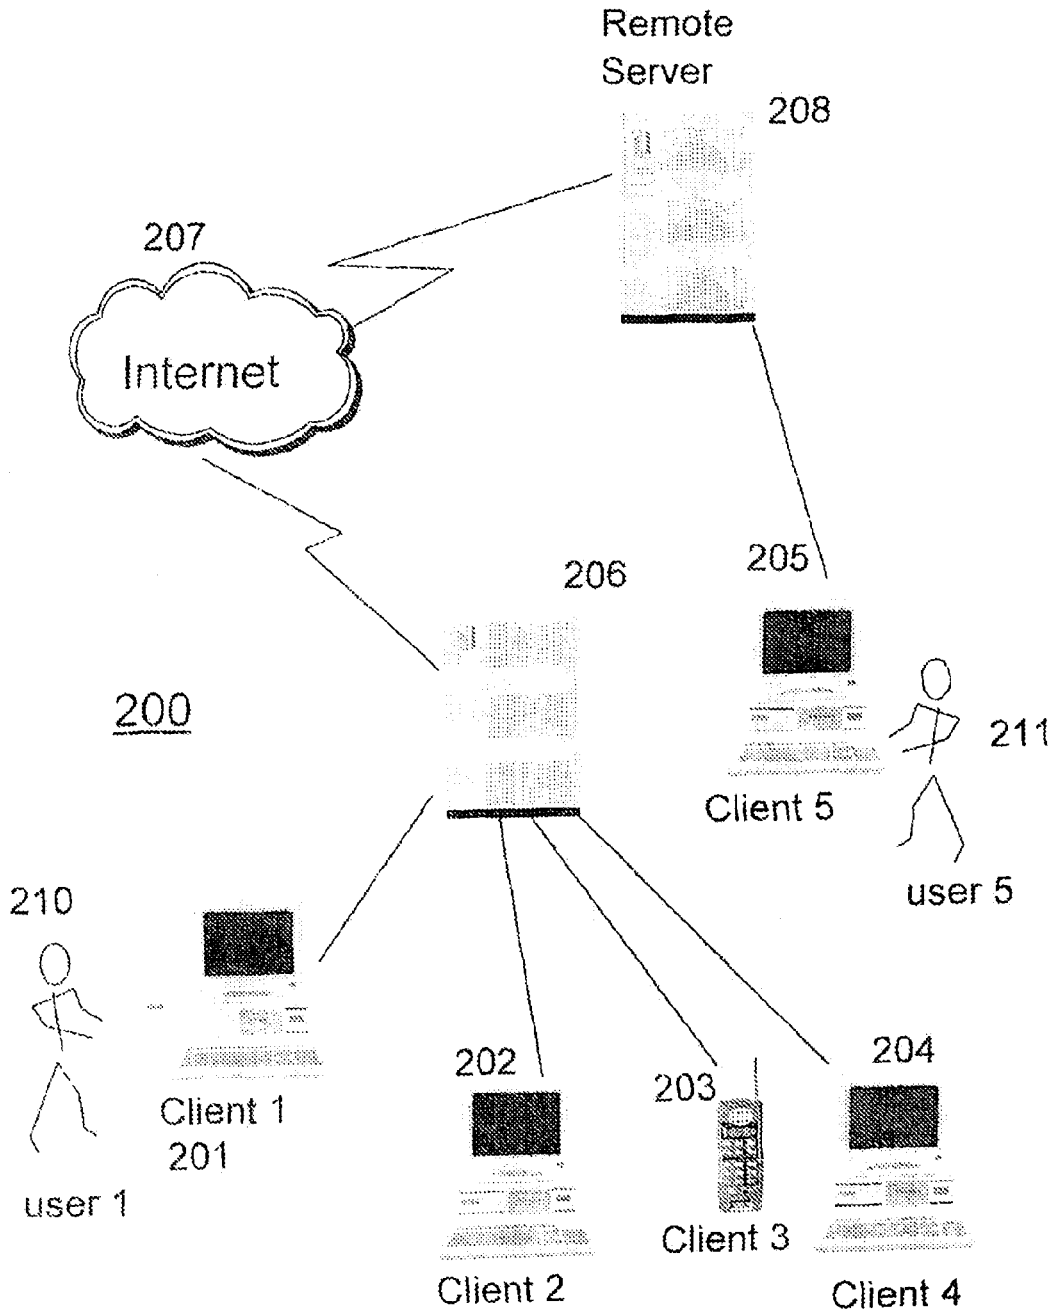 Remote
Server
208
207
Internet
206
205
200
211
Client 5
user 5
210
Client 1
201
user 1
202
203
204
Client 2
Client 3
Client 4